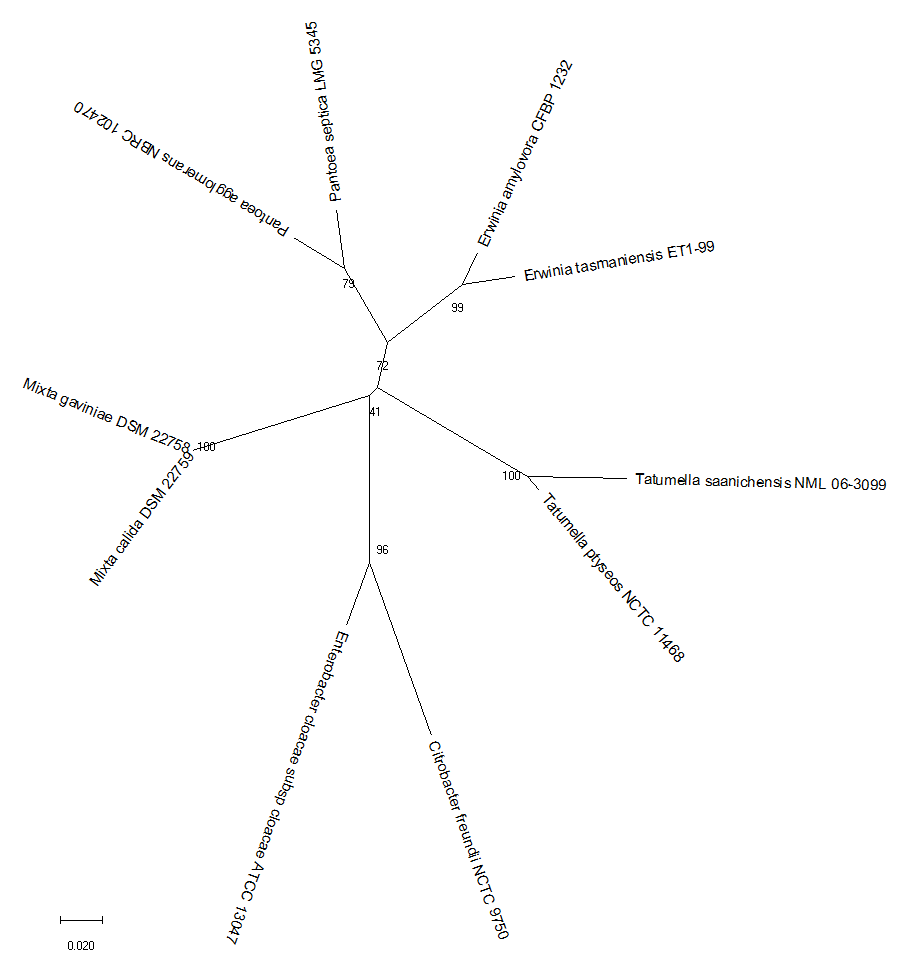 Pantoea septica LMG 5345
Erwinia amylovora CFBP 1232
Pantoea agglomerans NBRC 102470
Erwinia tasmaniensis ET1-99
79
99
72
Mixta gaviniae DSM 22758
41
100
Mixta calida DSM 22759
100
Tatumella saanichensis NML 06-3099
Tatumella ptyseos NCTC 11468
96
Enterobacter cloacae subsp cloacae ATCC 13047
Citrobacter freundii NCTC 9750
0.020